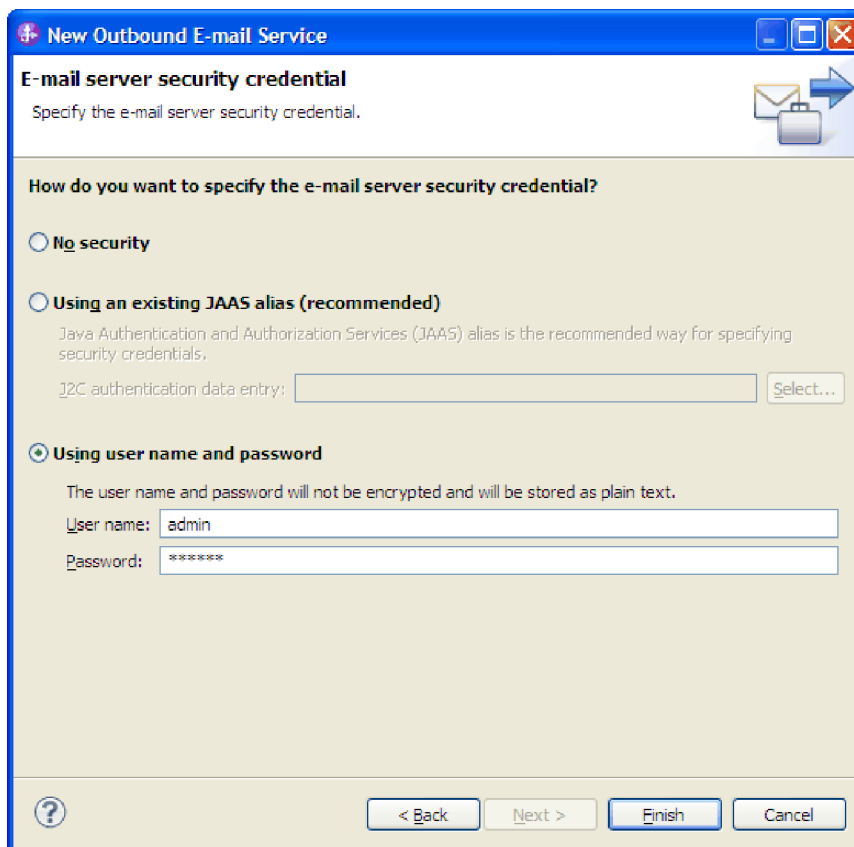 New Outbound E-mail Service
E-mail server security credential
Specify the e-mail server security credential.
How do you want to specify the e-mail server security credential?
No security
Using an existing JAAS alias (recommended)
Java Authentication and Authorization Services (JAAS) alias is the recommended way for specifying
security credentials.
J2C authentication data entry:
Select...
Using user name and password
The user name and password will not be encrypted and will be stored as plain text.
User name: admin
Password: ******
? < Back Next > Finish Cancel